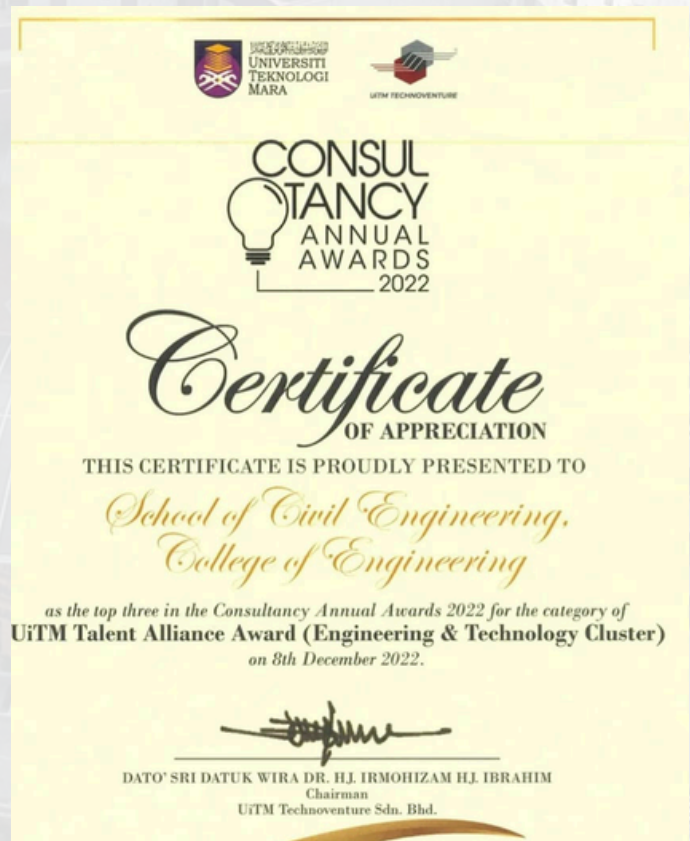 UNIVERSITI
TEKNOLOGI
MARA
UiTM TECHNOVENTURE
CONSUL
TANCY
ANNUAL
AWARDS
2022
Certificate
OF APPRECIATION
THIS CERTIFICATE IS PROUDLY PRESENTED TO
School of Civil Engineering,
College of Engineering
as the top three in the Consultancy Annual Awards 2022 for the category of
UiTM Talent Alliance Award (Engineering & Technology Cluster)
on 8th December 2022.
DATO' SRI DATUK WIRA DR. HJ. IRMOHIZAM HJ. IBRAHIM
Chairman
UiTM Technoventure Sdn. Bhd.